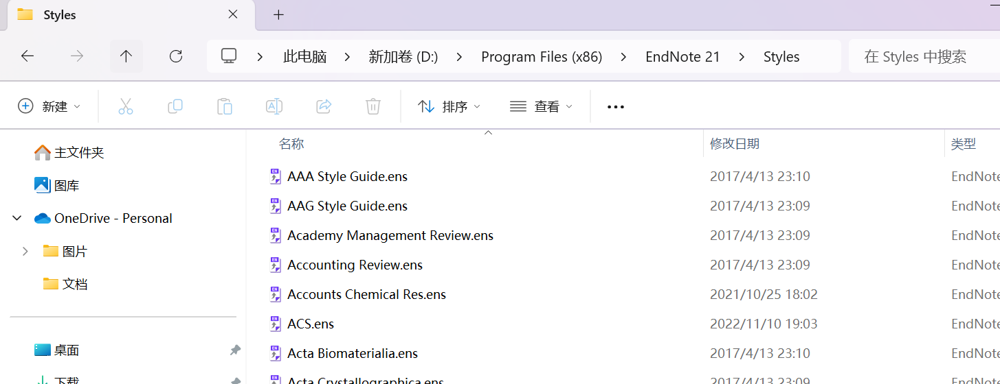 Styles
此电脑 新加卷 (D:) Program Files (x86) EndNote 21 Styles 在 Styles 中搜索
新建 排序 查看
名称 修改日期 类型
主文件夹
图库
OneDrive - Personal
图片
文档
桌面
下载
AAA Style Guide.ens 2017/4/13 23:10 EndNote
AAG Style Guide.ens 2017/4/13 23:09 EndNote
Academy Management Review.ens 2017/4/13 23:09 EndNote
Accounting Review.ens 2017/4/13 23:09 EndNote
Accounts Chemical Res.ens 2021/10/25 18:02 EndNote
ACS.ens 2022/11/10 19:03 EndNote
Acta Biomaterialia.ens 2017/4/13 23:10 EndNote
Acta Crystallographica.ens 2017/4/13 23:09 EndNote